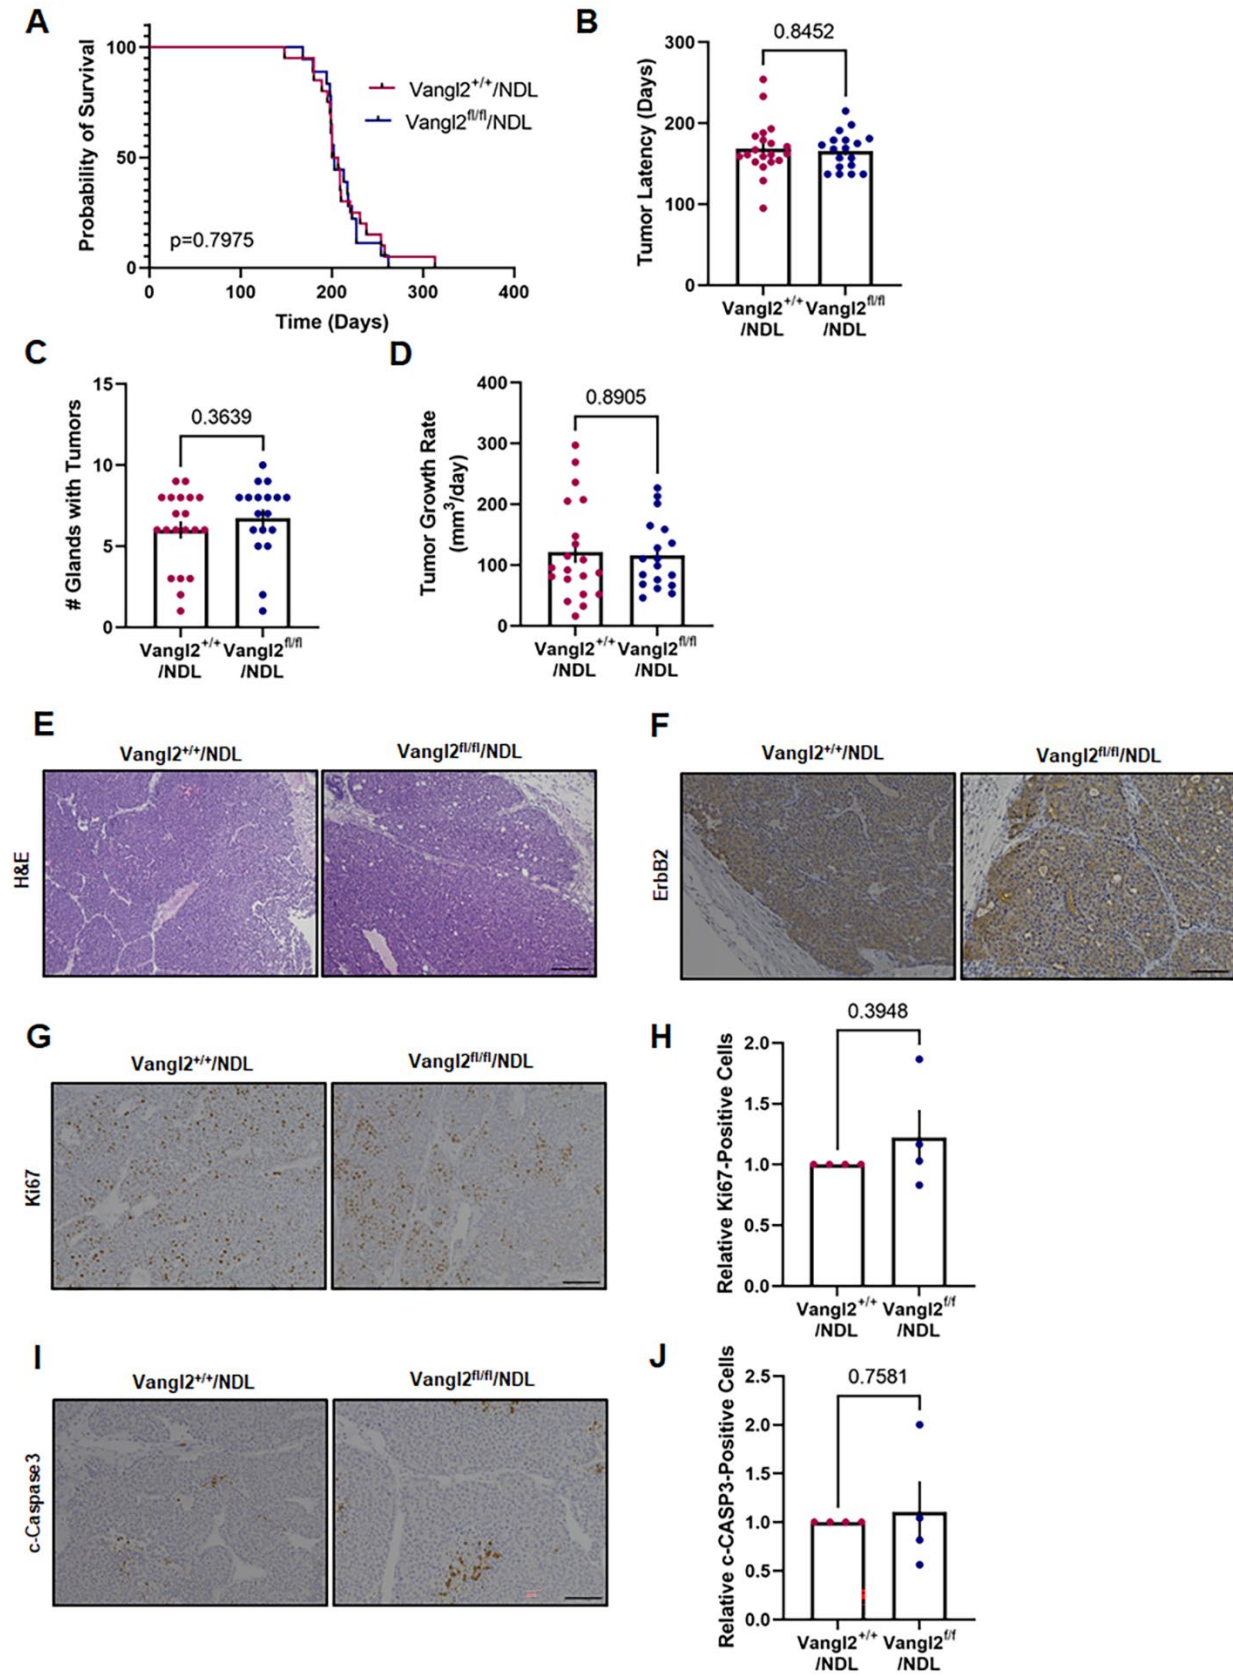 A
Probability of Survival
100
50
0
0 100 200 300 400
Time (Days)
Vangl2+/+/NDL
Vangl2fl/fl/NDL
p=0.7975
B
Tumor Latency (Days)
300
200
100
0
0.8452
Vangl2+/+ Vangl2fl/fl
/NDL /NDL
C
# Glands with Tumors
15
10
5
0
0.3639
Vangl2+/+ Vangl2fl/fl
/NDL /NDL
D
Tumor Growth Rate
(mm3/day)
400
300
200
100
0
0.8905
Vangl2+/+ Vangl2fl/fl
/NDL /NDL
E
Vangl2+/+/NDL Vangl2fl/fl/NDL
H&E
F
Vangl2+/+/NDL Vangl2fl/fl/NDL
ErbB2
G
Vangl2+/+/NDL Vangl2fl/fl/NDL
Ki67
H
Relative Ki67-Positive Cells
2.0
1.5
1.0
0.5
0.0
0.3948
Vangl2+/+ Vangl2f/f
/NDL /NDL
I
Vangl2+/+/NDL Vangl2fl/fl/NDL
c-Caspase3
J
Relative c-CASP3-Positive Cells
2.5
2.0
1.5
1.0
0.5
0.0
0.7581
Vangl2+/+ Vangl2f/f
/NDL /NDL